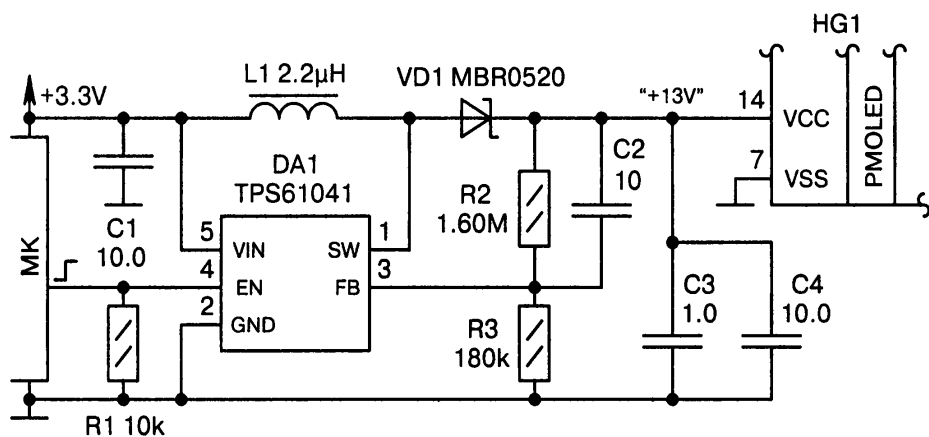 HG1
L1 2.2µH
VD1 MBR0520
+3.3V
"+13V"
14
VCC
7
VSS
PMOLED
DA1
TPS61041
C2
10
R2
1.60M
C1
10.0
5
VIN
SW
1
4
EN
FB
3
2
GND
MK
R3
180k
C3
1.0
C4
10.0
R1 10k